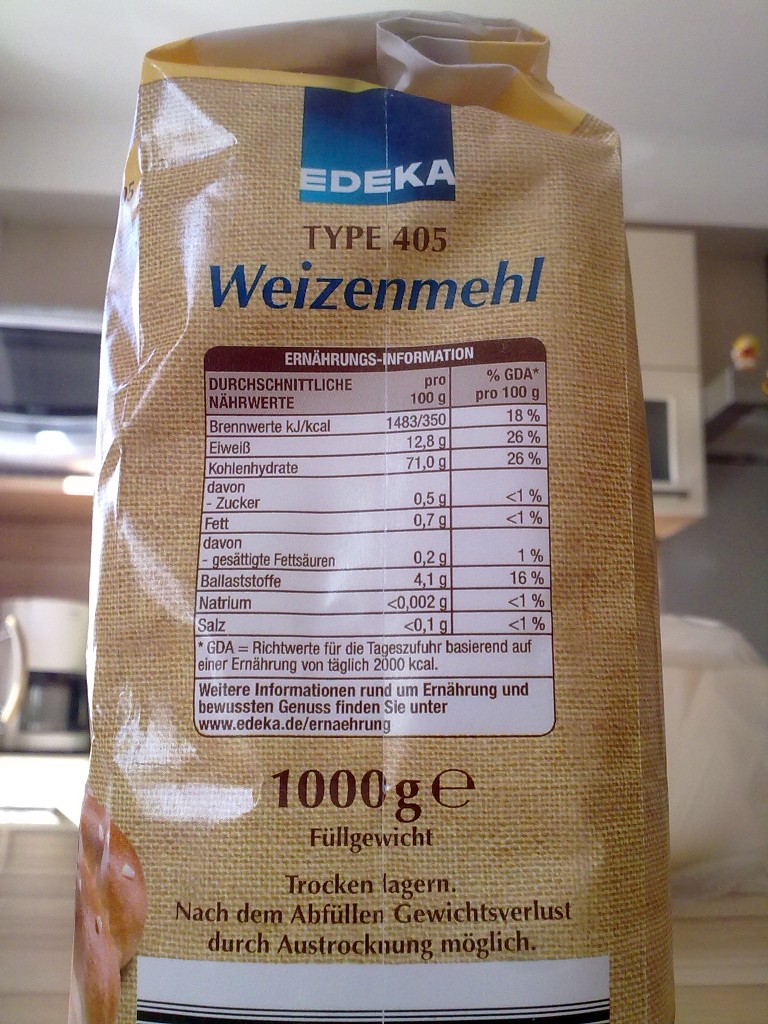 EDEKA
TYPE 405
Weizenmehl
ERNÄHRUNGS-INFORMATION
DURCHSCHNITTLICHE NÄHRWERTE pro 100 g % GDA* pro 100 g
Brennwerte kJ/kcal 1483/350 18 %
Eiweiß 12,8 g 26 %
Kohlenhydrate 71,0 g 26 %
davon
- Zucker 0,5 g <1 %
Fett 0,7 g <1 %
davon
- gesättigte Fettsäuren 0,2 g 1 %
Ballaststoffe 4,1 g 16 %
Natrium <0,002 g <1 %
Salz <0,1 g <1 %
* GDA = Richtwerte für die Tageszufuhr basierend auf
einer Ernährung von täglich 2000 kcal.
Weitere Informationen rund um Ernährung und
bewussten Genuss finden Sie unter
www.edeka.de/ernaehrung
1000 g ℮
Füllgewicht
Trocken lagern.
Nach dem Abfüllen Gewichtsverlust
durch Austrocknung möglich.